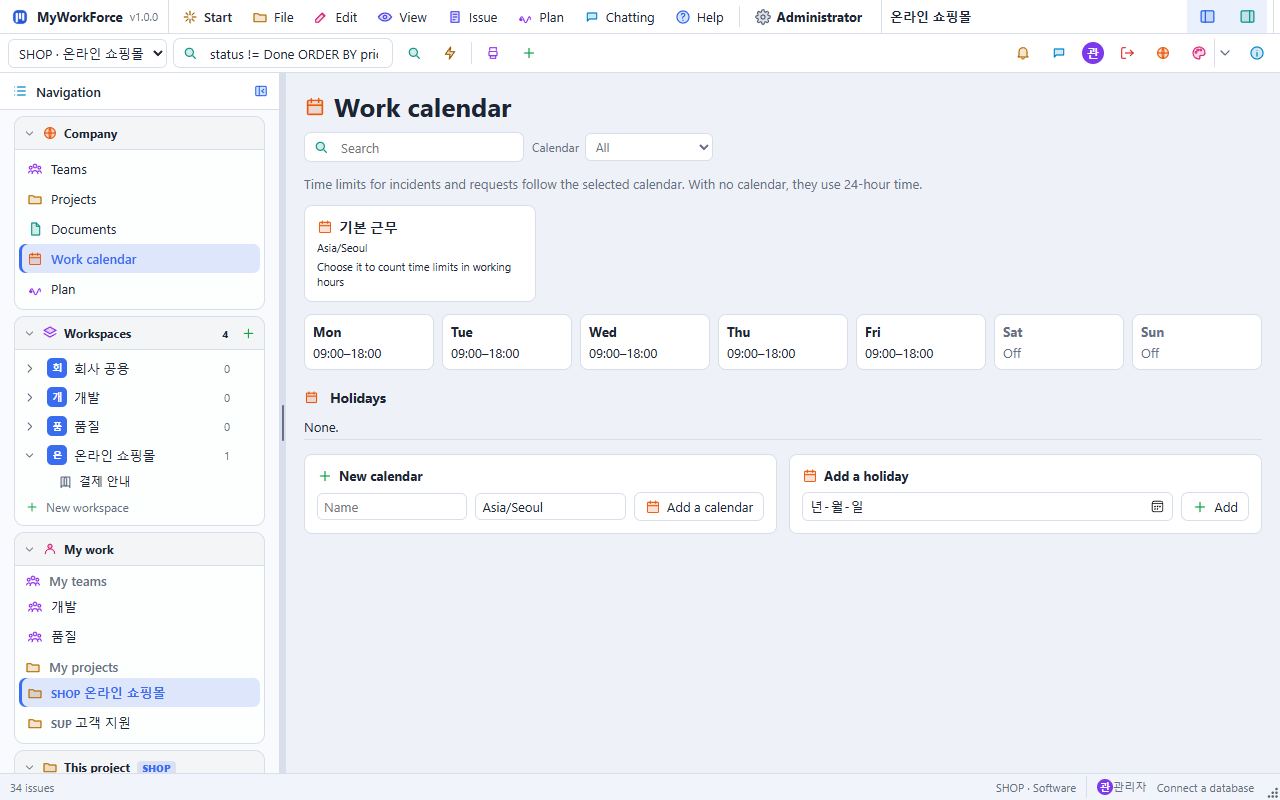 MyWorkForce v1.0.0 Start File Edit View Issue Plan Chatting Help Administrator 온라인 쇼핑몰
SHOP · 온라인 쇼핑몰 status != Done ORDER BY pri 관
Navigation
Company
Teams
Projects
Documents
Work calendar
Plan
Workspaces 4
회 회사 공용 0
개 개발 0
품 품질 0
온 온라인 쇼핑몰 1
결제 안내
New workspace
My work
My teams
개발
품질
My projects
SHOP 온라인 쇼핑몰
SUP 고객 지원
This project SHOP
Work calendar
Search Calendar All
Time limits for incidents and requests follow the selected calendar. With no calendar, they use 24-hour time.
기본 근무
Asia/Seoul
Choose it to count time limits in working
hours
Mon Tue Wed Thu Fri Sat Sun
09:00–18:00 09:00–18:00 09:00–18:00 09:00–18:00 09:00–18:00 Off Off
Holidays
None.
New calendar
Name Asia/Seoul Add a calendar
Add a holiday
년-월-일 Add
34 issues SHOP · Software 관 관리자 Connect a database